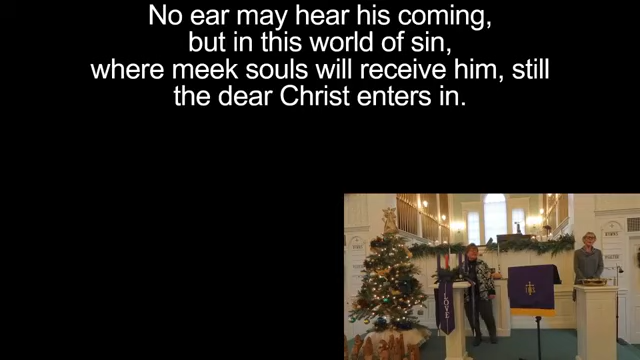 No ear may hear his coming,
but in this world of sin,
where meek souls will receive him, still
the dear Christ enters in.
LOVE